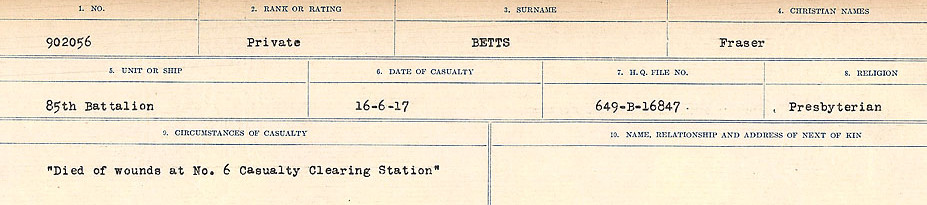 1. NO. 2. RANK OR RATING 3. SURNAME 4. CHRISTIAN NAMES
902056 Private BETTS Fraser
5. UNIT OR SHIP 6. DATE OF CASUALTY 7. H.Q. FILE NO. 8. RELIGION
85th Battalion 16-6-17 649-B-16847 Presbyterian
9. CIRCUMSTANCES OF CASUALTY 10. NAME, RELATIONSHIP AND ADDRESS OF NEXT OF KIN
"Died of wounds at No. 6 Casualty Clearing Station"